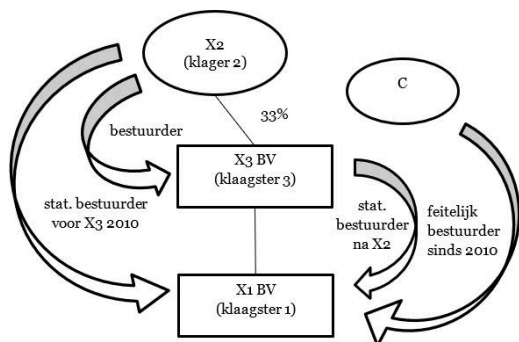 X2
(klager 2)
C
33%
bestuurder
X3 BV
(klaagster 3)
stat. bestuurder
voor X3 2010
stat.
bestuurder
na X2
feitelijk
bestuurder
sinds 2010
X1 BV
(klaagster 1)